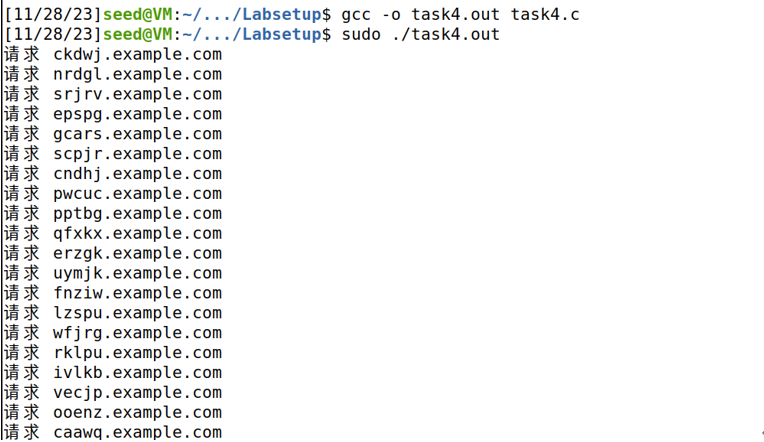 [11/28/23]seed@VM:~/.../Labsetup$ gcc -o task4.out task4.c
[11/28/23]seed@VM:~/.../Labsetup$ sudo ./task4.out
请求 ckdwj.example.com
请求 nrdgl.example.com
请求 srjrv.example.com
请求 epspg.example.com
请求 gcars.example.com
请求 scpjr.example.com
请求 cndhj.example.com
请求 pwcuc.example.com
请求 pptbg.example.com
请求 qfxkx.example.com
请求 erzgk.example.com
请求 uymjk.example.com
请求 fnziw.example.com
请求 lzspu.example.com
请求 wfjrg.example.com
请求 rklpu.example.com
请求 ivlkb.example.com
请求 vecjp.example.com
请求 ooenz.example.com
请求 caawq.example.com